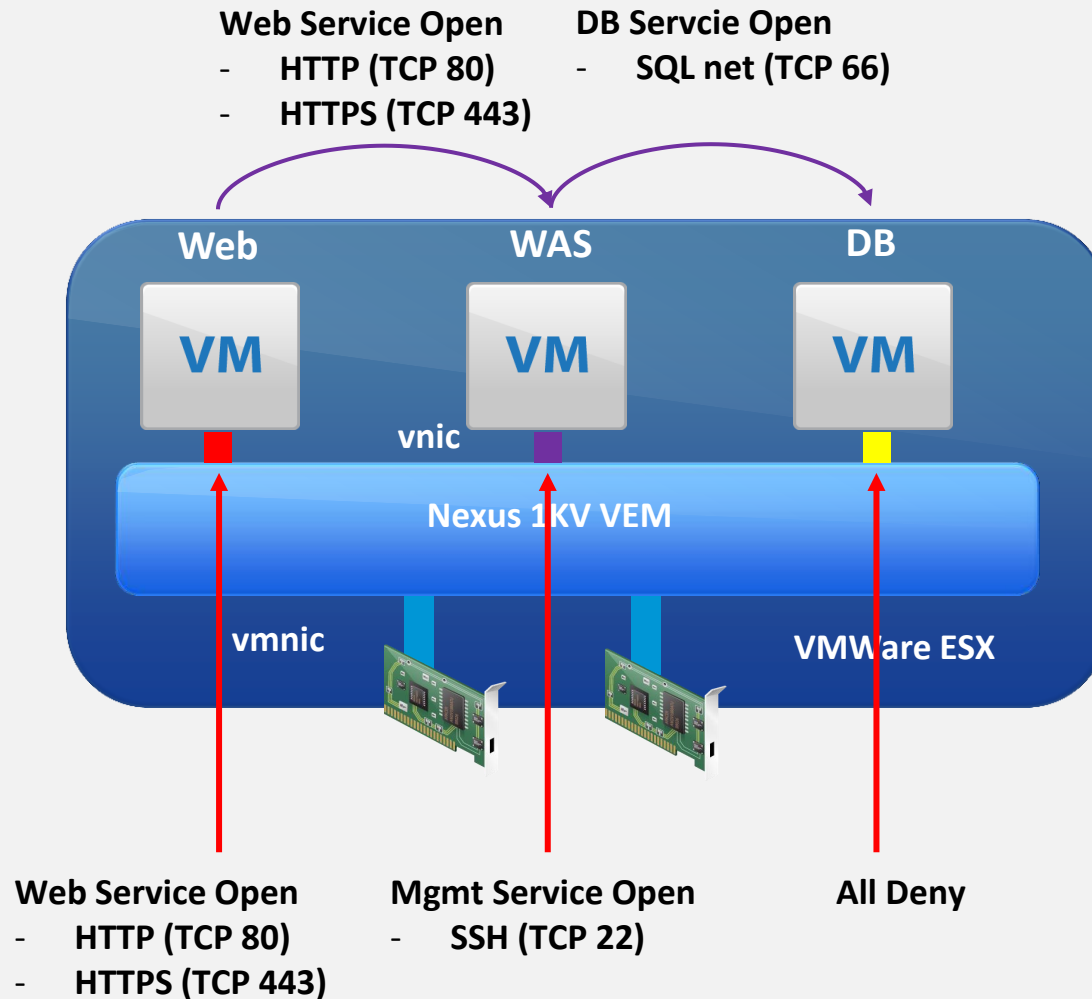 Web Service Open
- HTTP (TCP 80)
- HTTPS (TCP 443)
DB Servcie Open
- SQL net (TCP 66)
Web
WAS
DB
VM
VM
VM
vnic
Nexus 1KV VEM
vmnic
VMWare ESX
Web Service Open
- HTTP (TCP 80)
- HTTPS (TCP 443)
Mgmt Service Open
- SSH (TCP 22)
All Deny